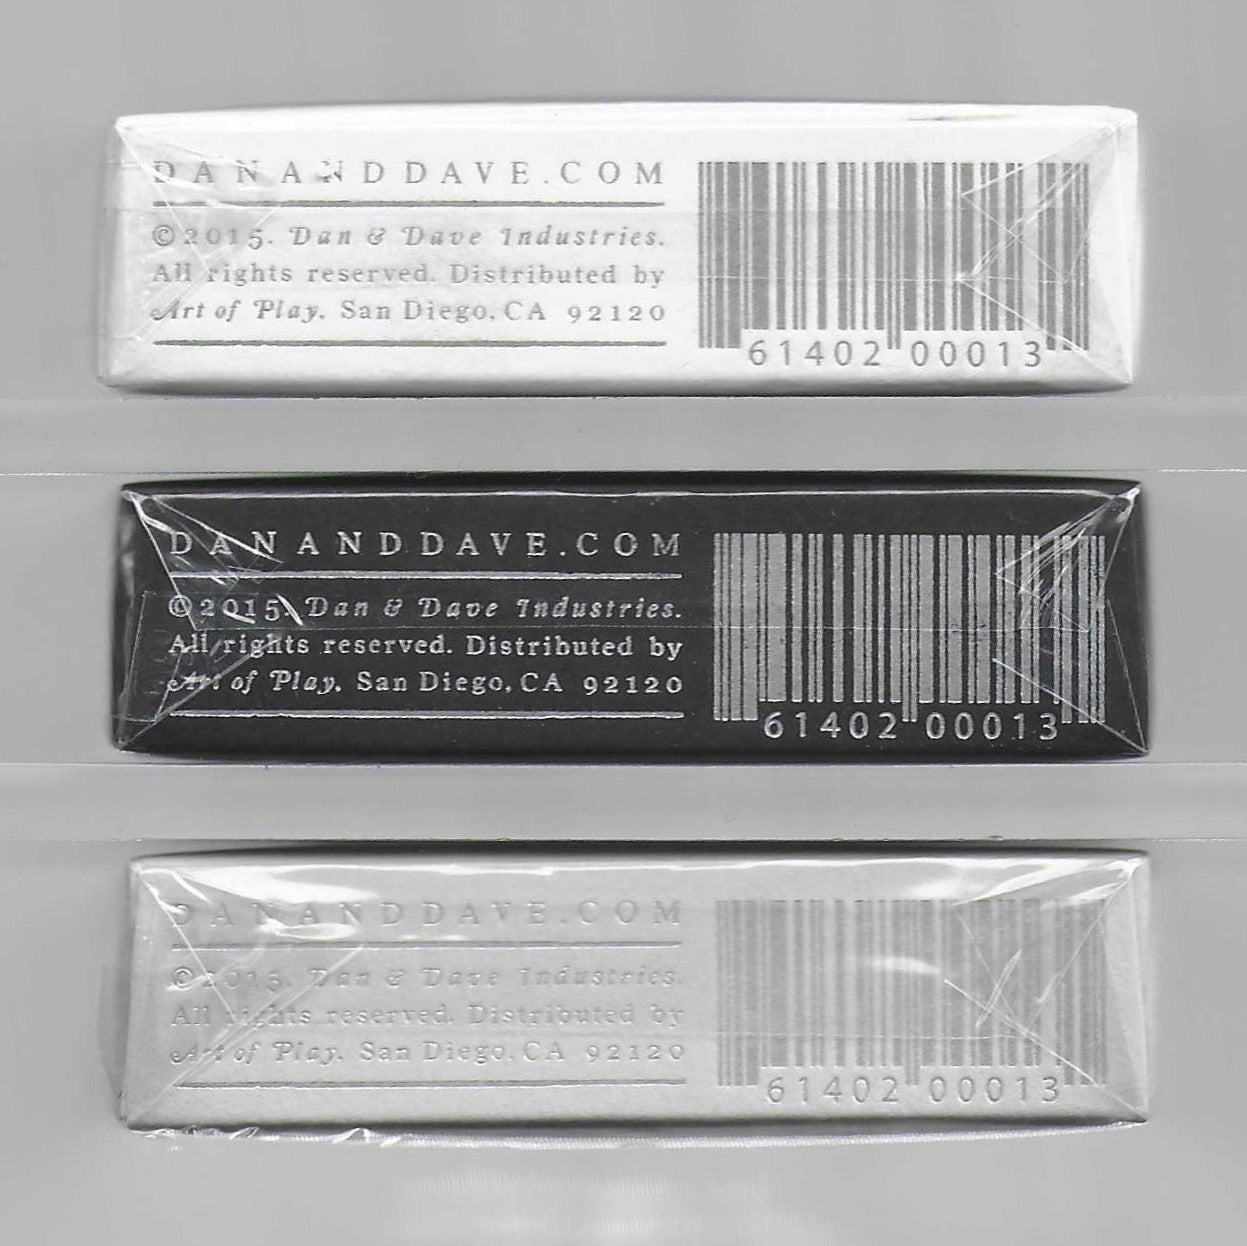 DANANDDAVE.COM
©2015. Dan & Dave Industries.
All rights reserved. Distributed by
Art of Play. San Diego, CA 92120
61402 00013
DANANDDAVE.COM
©2015. Dan & Dave Industries.
All rights reserved. Distributed by
Art of Play. San Diego, CA 92120
61402 00013
DANANDDAVE.COM
©2015. Dan & Dave Industries.
All rights reserved. Distributed by
Art of Play. San Diego, CA 92120
61402 00013